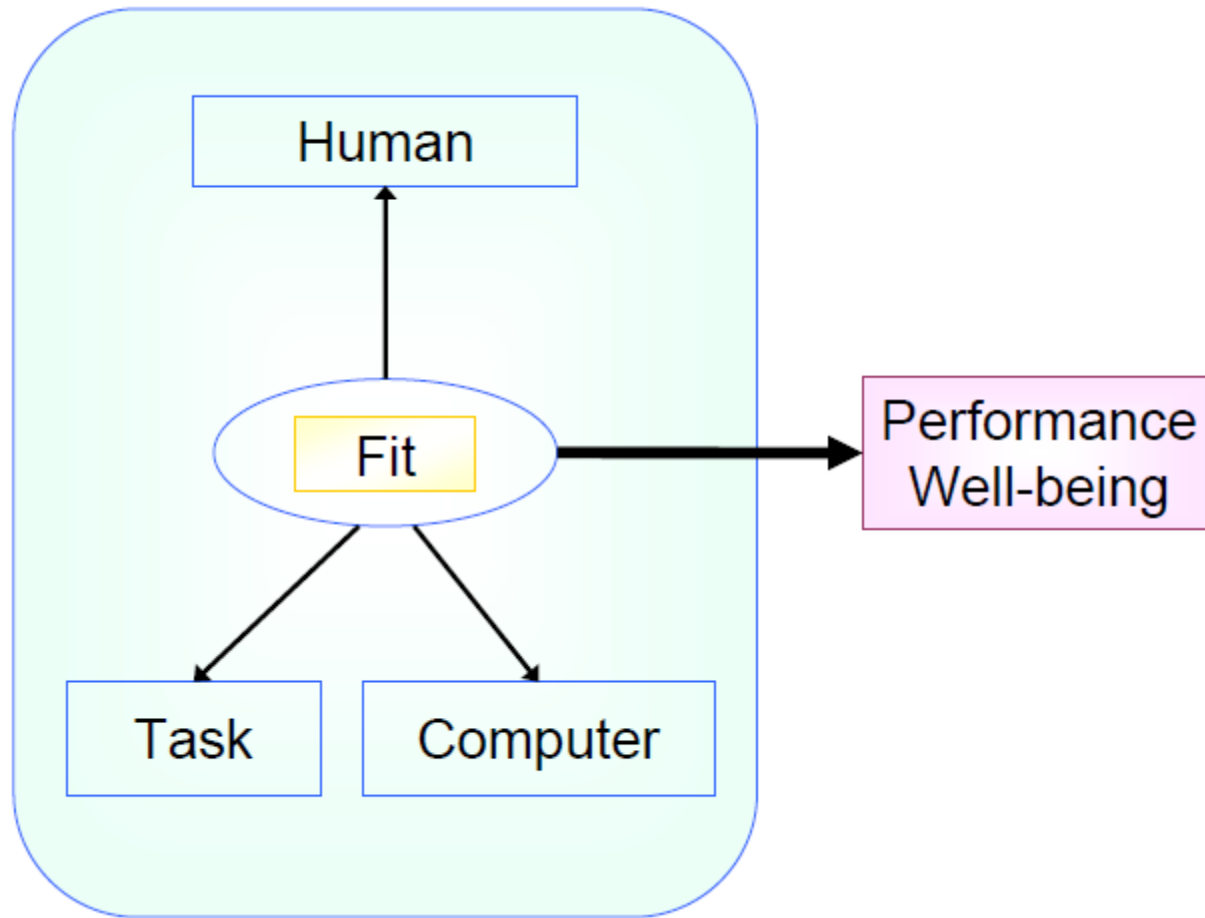 Human
Fit
Performance
Well-being
Task
Computer